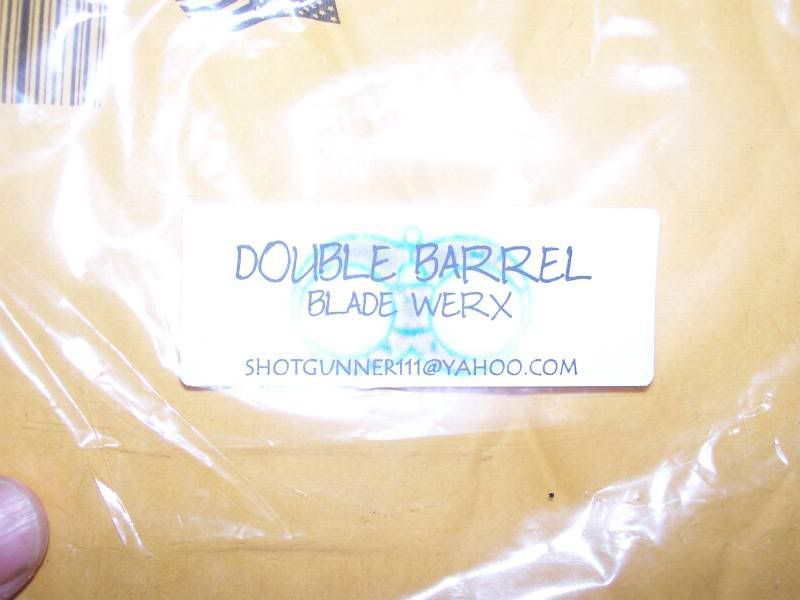 DOUBLE BARREL
BLADE WERX
SHOTGUNNER111@YAHOO.COM